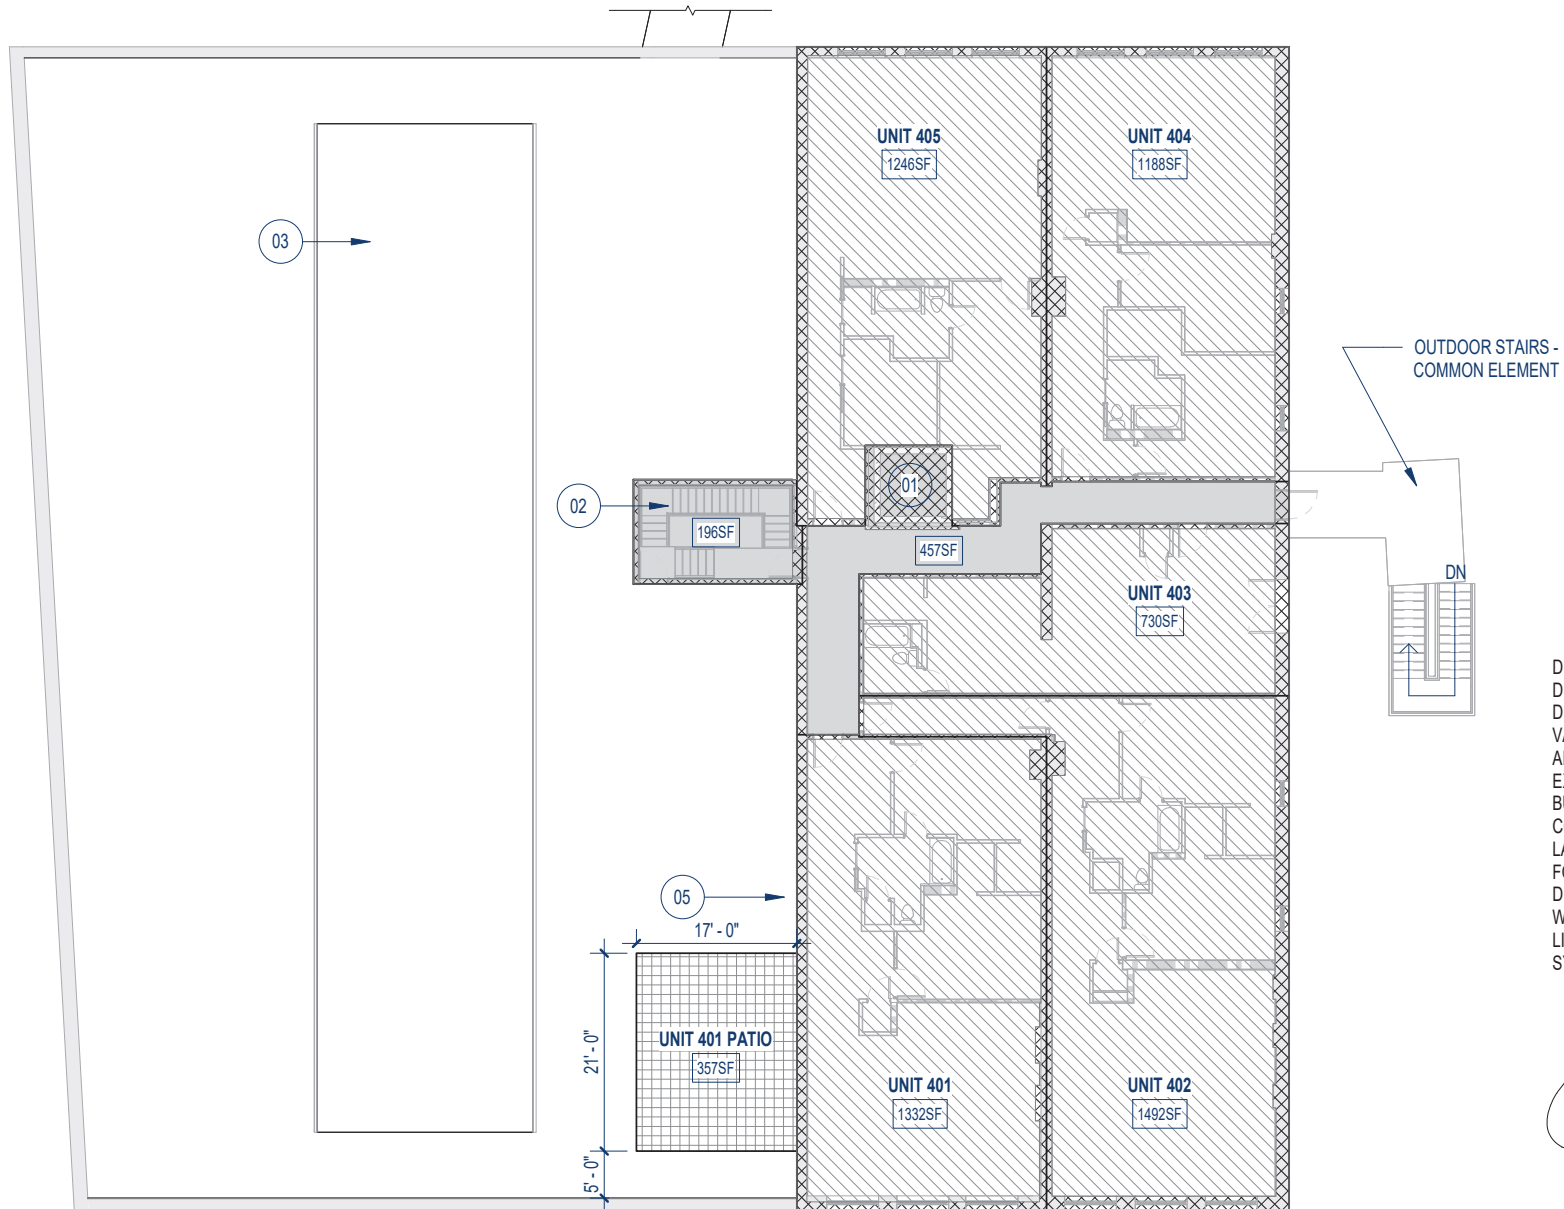 UNIT 405
1246SF
UNIT 404
1188SF
03
OUTDOOR STAIRS -
COMMON ELEMENT
02
196SF
01
457SF
DN
UNIT 403
730SF
05
17' - 0"
21' - 0"
UNIT 401 PATIO
357SF
UNIT 401
1332SF
UNIT 402
1492SF
5' - 0"